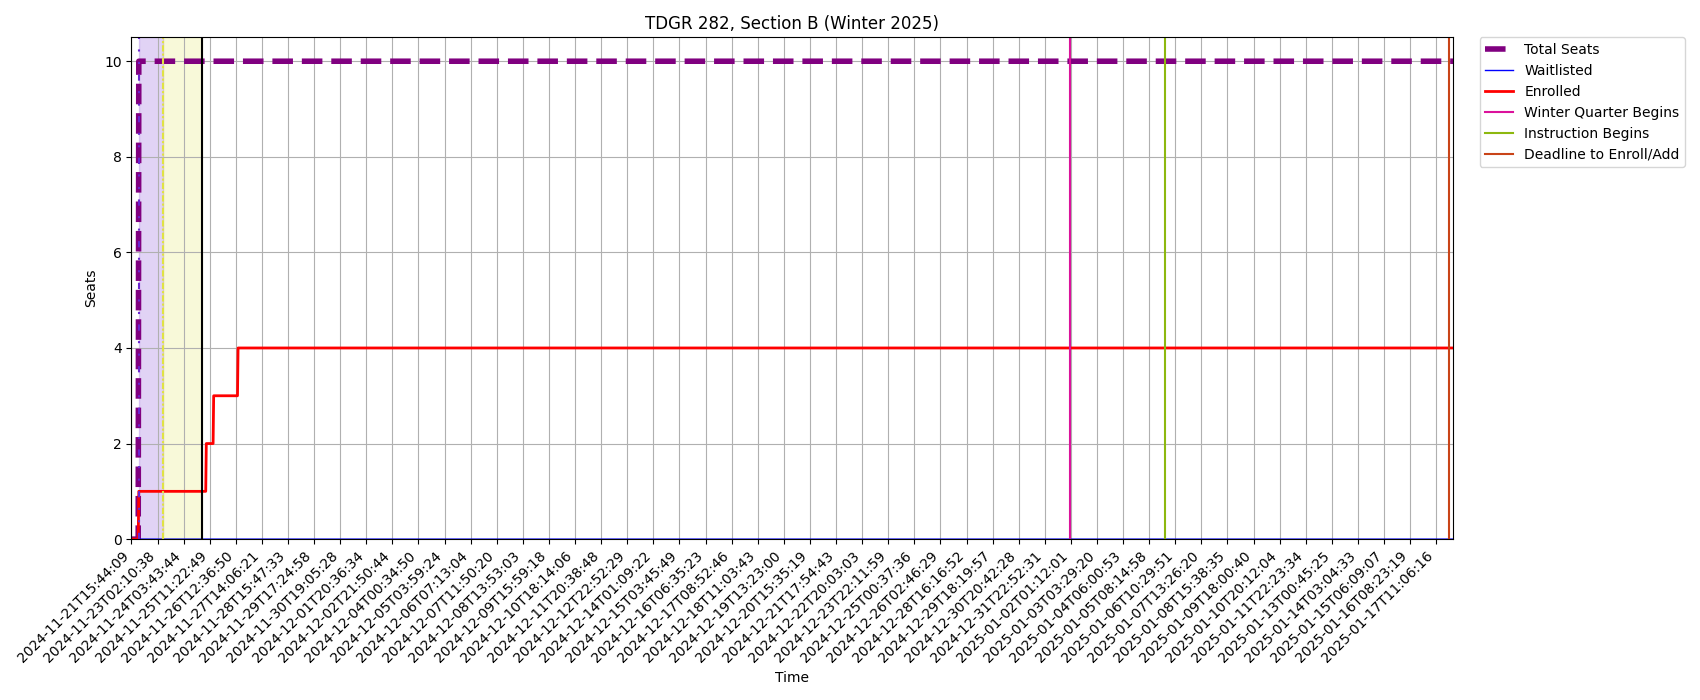 TDGR 282, Section B (Winter 2025)
Total Seats
Waitlisted
Enrolled
Winter Quarter Begins
Instruction Begins
Deadline to Enroll/Add
Seats
10
8
6
4
2
0
2024-11-21T15:44:09
2024-11-23T02:10:38
2024-11-24T03:43:44
2024-11-25T11:22:49
2024-11-26T12:36:50
2024-11-27T14:06:21
2024-11-28T15:47:33
2024-11-29T17:24:58
2024-11-30T19:05:28
2024-12-01T20:36:34
2024-12-02T21:50:44
2024-12-04T00:34:50
2024-12-05T03:59:24
2024-12-06T07:13:04
2024-12-07T11:50:20
2024-12-08T13:53:03
2024-12-09T15:59:18
2024-12-10T18:14:06
2024-12-11T20:38:48
2024-12-12T22:52:29
2024-12-14T01:09:22
2024-12-15T03:45:49
2024-12-16T06:35:23
2024-12-17T08:52:46
2024-12-18T11:03:43
2024-12-19T13:23:00
2024-12-20T15:35:19
2024-12-21T17:54:43
2024-12-22T20:03:03
2024-12-23T22:11:59
2024-12-25T00:37:36
2024-12-26T02:46:29
2024-12-28T16:16:52
2024-12-29T18:19:57
2024-12-30T20:42:28
2024-12-31T22:52:31
2025-01-02T01:12:01
2025-01-03T03:29:20
2025-01-04T06:00:53
2025-01-05T08:14:58
2025-01-06T10:29:51
2025-01-07T13:26:20
2025-01-08T15:38:35
2025-01-09T18:00:40
2025-01-10T20:12:04
2025-01-11T22:23:34
2025-01-13T00:45:25
2025-01-14T03:04:33
2025-01-15T06:09:07
2025-01-16T08:23:19
2025-01-17T11:06:16
Time